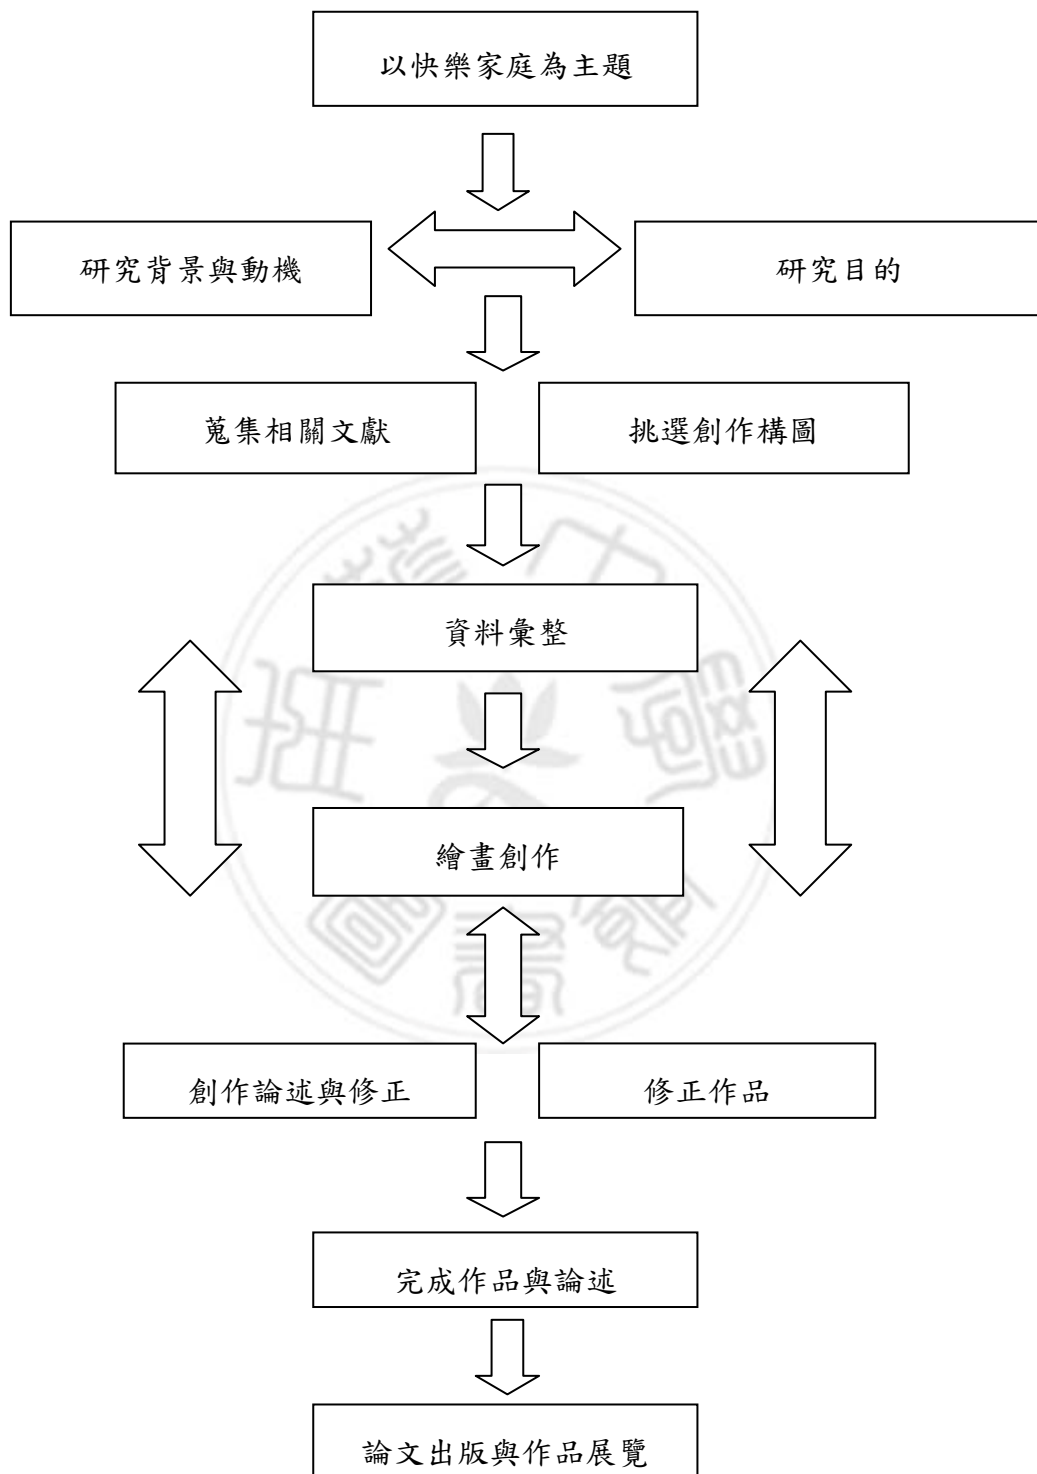 以快樂家庭為主題
研究背景與動機
研究目的
蒐集相關文獻
挑選創作構圖
資料彙整
繪畫創作
創作論述與修正
修正作品
完成作品與論述
論文出版與作品展覽